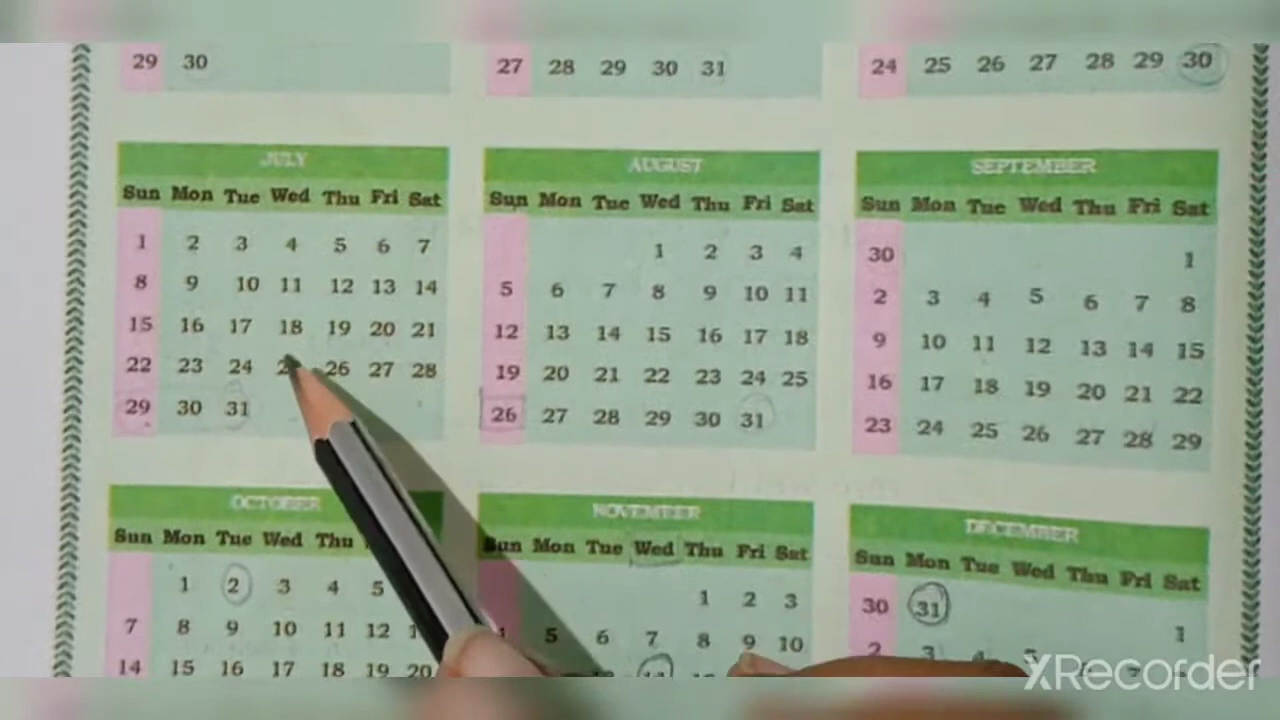 29 30
27 28 29 30 31
24 25 26 27 28 29 30
JULY
Sun Mon Tue Wed Thu Fri Sat
1 2 3 4 5 6 7
8 9 10 11 12 13 14
15 16 17 18 19 20 21
22 23 24 26 27 28
29 30 31
AUGUST
Sun Mon Tue Wed Thu Fri Sat
1 2 3 4
5 6 7 8 9 10 11
12 13 14 15 16 17 18
19 20 21 22 23 24 25
26 27 28 29 30 31
SEPTEMBER
Sun Mon Tue Wed Thu Fri Sat
30 1
2 3 4 5 6 7 8
9 10 11 12 13 14 15
16 17 18 19 20 21 22
23 24 25 26 27 28 29
OCTOBER
Sun Mon Tue Wed Thu
1 2 3 4 5
7 8 9 10 11 12
14 15 16 17 18 19 20
NOVEMBER
Sun Mon Tue Wed Thu Fri Sat
1 2 3
5 6 7 8 9 10
DECEMBER
Sun Mon Tue Wed Thu Fri Sat
30 31 1
2 3 4 5
XRecorder